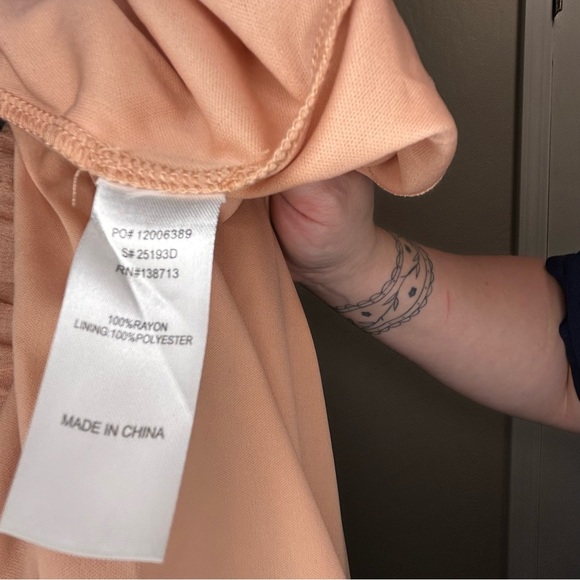 PO# 12006389
S# 25193D
RN#138713
100%RAYON
LINING:100%POLYESTER
MADE IN CHINA